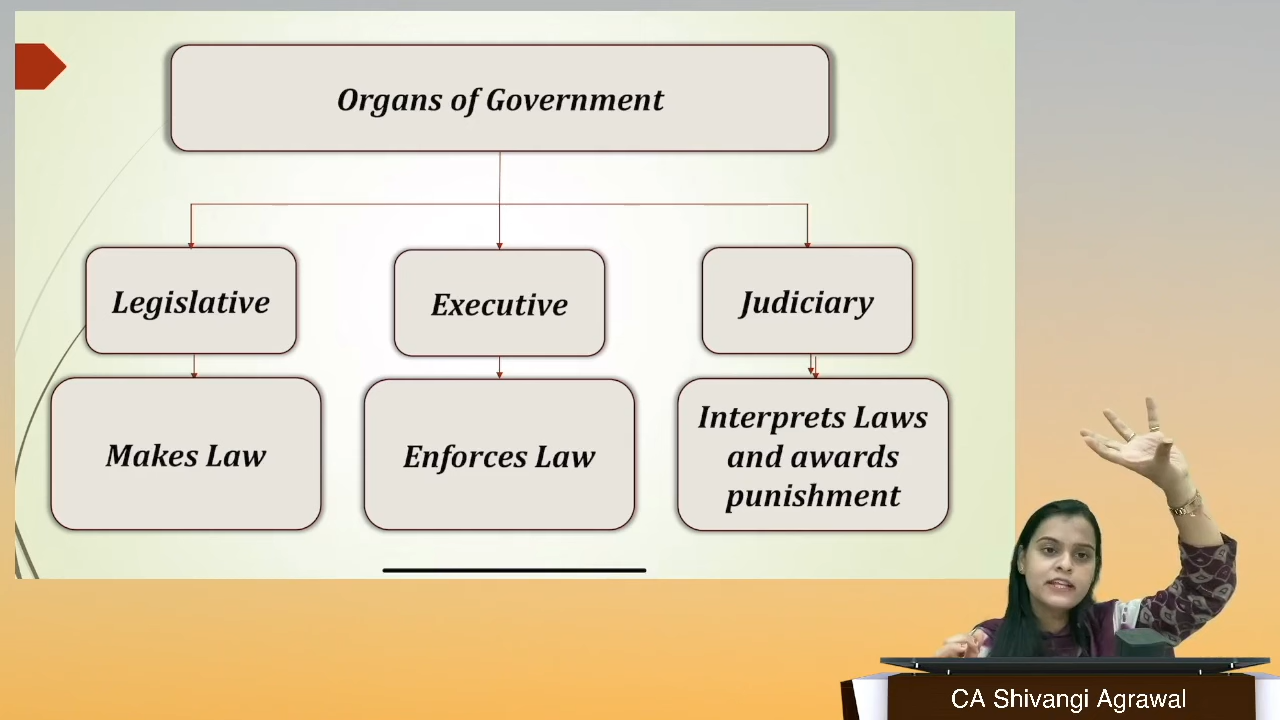 Organs of Government
Legislative
Executive
Judiciary
Makes Law
Enforces Law
Interprets Laws
and awards
punishment
CA Shivangi Agrawal